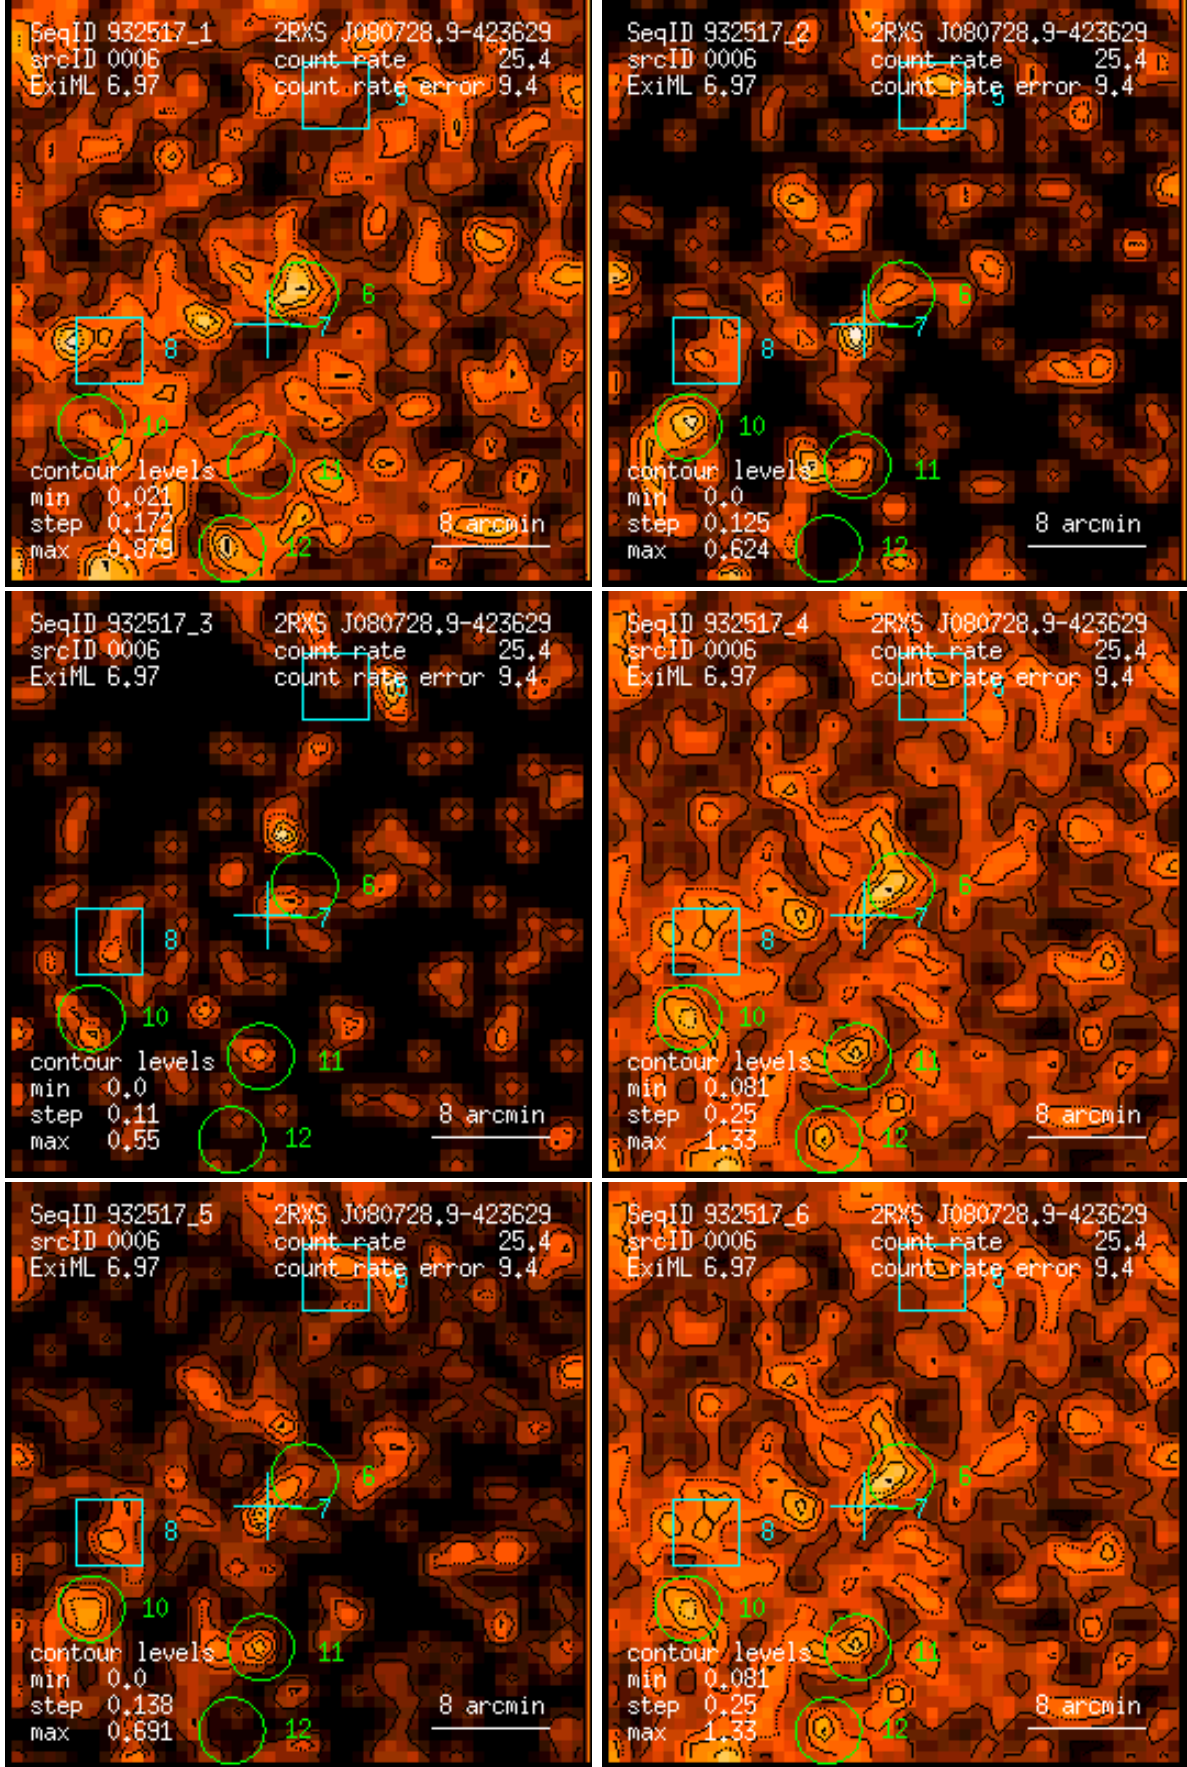 SeqID 932517_1 2RXS J080728.9-423629
srcID 0006 count rate 25.4
ExiML 6.97 count rate error 9.4
9
6
7
8
10
11
contour levels
min 0.021
step 0.172 8 arcmin
max 0.879 12
SeqID 932517_2 2RXS J080728.9-423629
srcID 0006 count rate 25.4
ExiML 6.97 count rate error 9.4
9
6
7
8
10
11
contour levels
min 0.0
step 0.125 8 arcmin
max 0.624 12
SeqID 932517_3 2RXS J080728.9-423629
srcID 0006 count rate 25.4
ExiML 6.97 count rate error 9.4
9
6
7
8
10
11
contour levels
min 0.0
step 0.11 8 arcmin
max 0.55 12
SeqID 932517_4 2RXS J080728.9-423629
srcID 0006 count rate 25.4
ExiML 6.97 count rate error 9.4
9
6
7
8
10
11
contour levels
min 0.081
step 0.25 8 arcmin
max 1.33 12
SeqID 932517_5 2RXS J080728.9-423629
srcID 0006 count rate 25.4
ExiML 6.97 count rate error 9.4
9
6
7
8
10
11
contour levels
min 0.0
step 0.138 8 arcmin
max 0.691 12
SeqID 932517_6 2RXS J080728.9-423629
srcID 0006 count rate 25.4
ExiML 6.97 count rate error 9.4
9
6
7
8
10
11
contour levels
min 0.081
step 0.25 8 arcmin
max 1.33 12